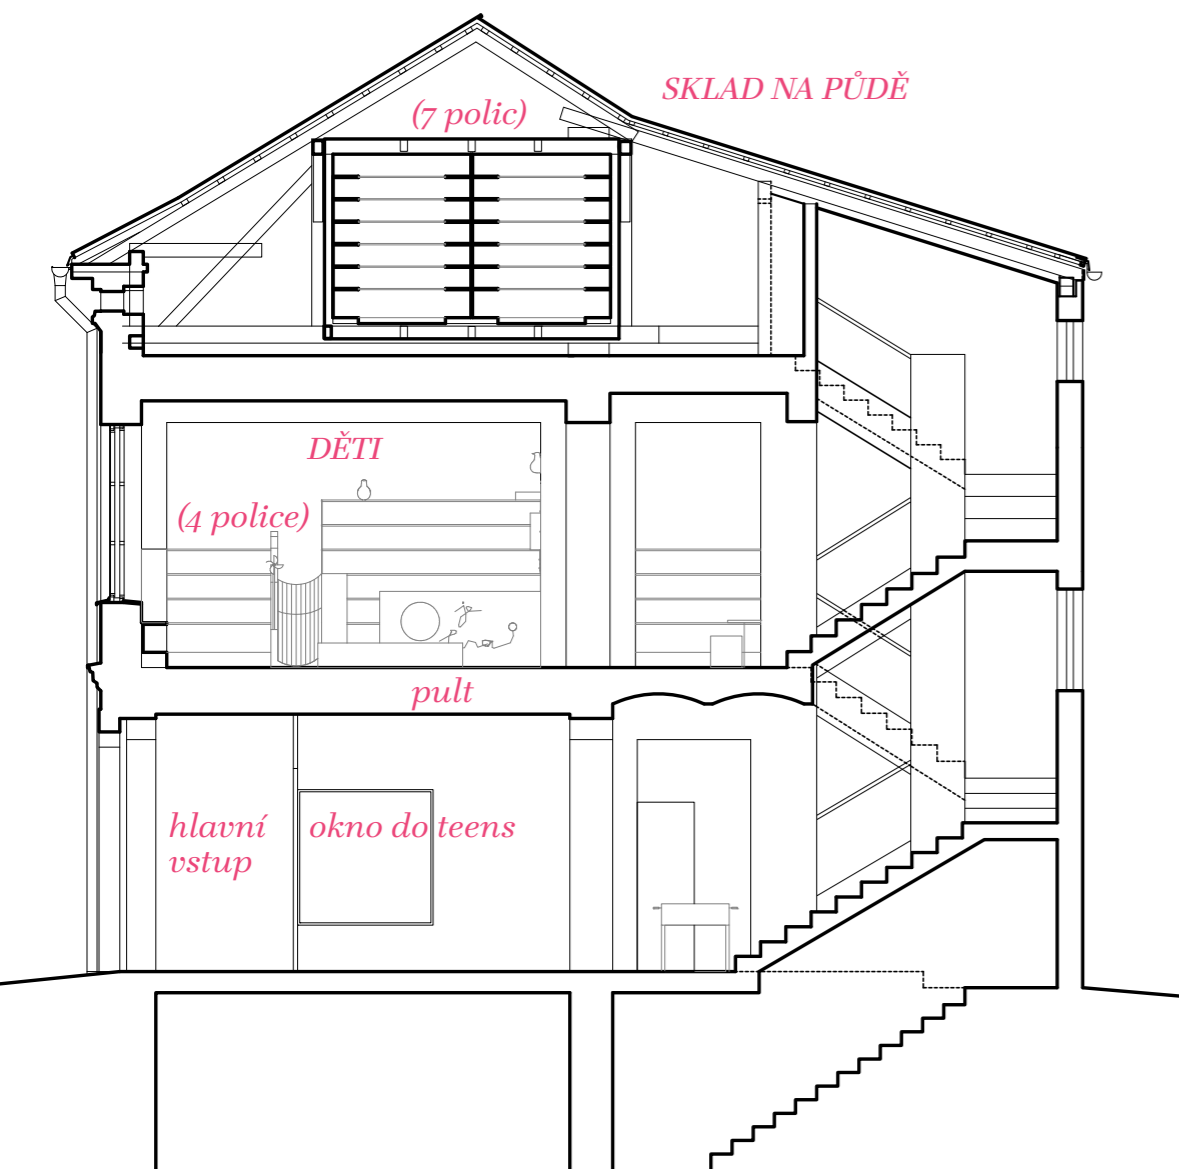 SKLAD NA PŮDĚ
(7 polic)
DĚTI
(4 police)
pult
hlavní
vstup
okno do teens